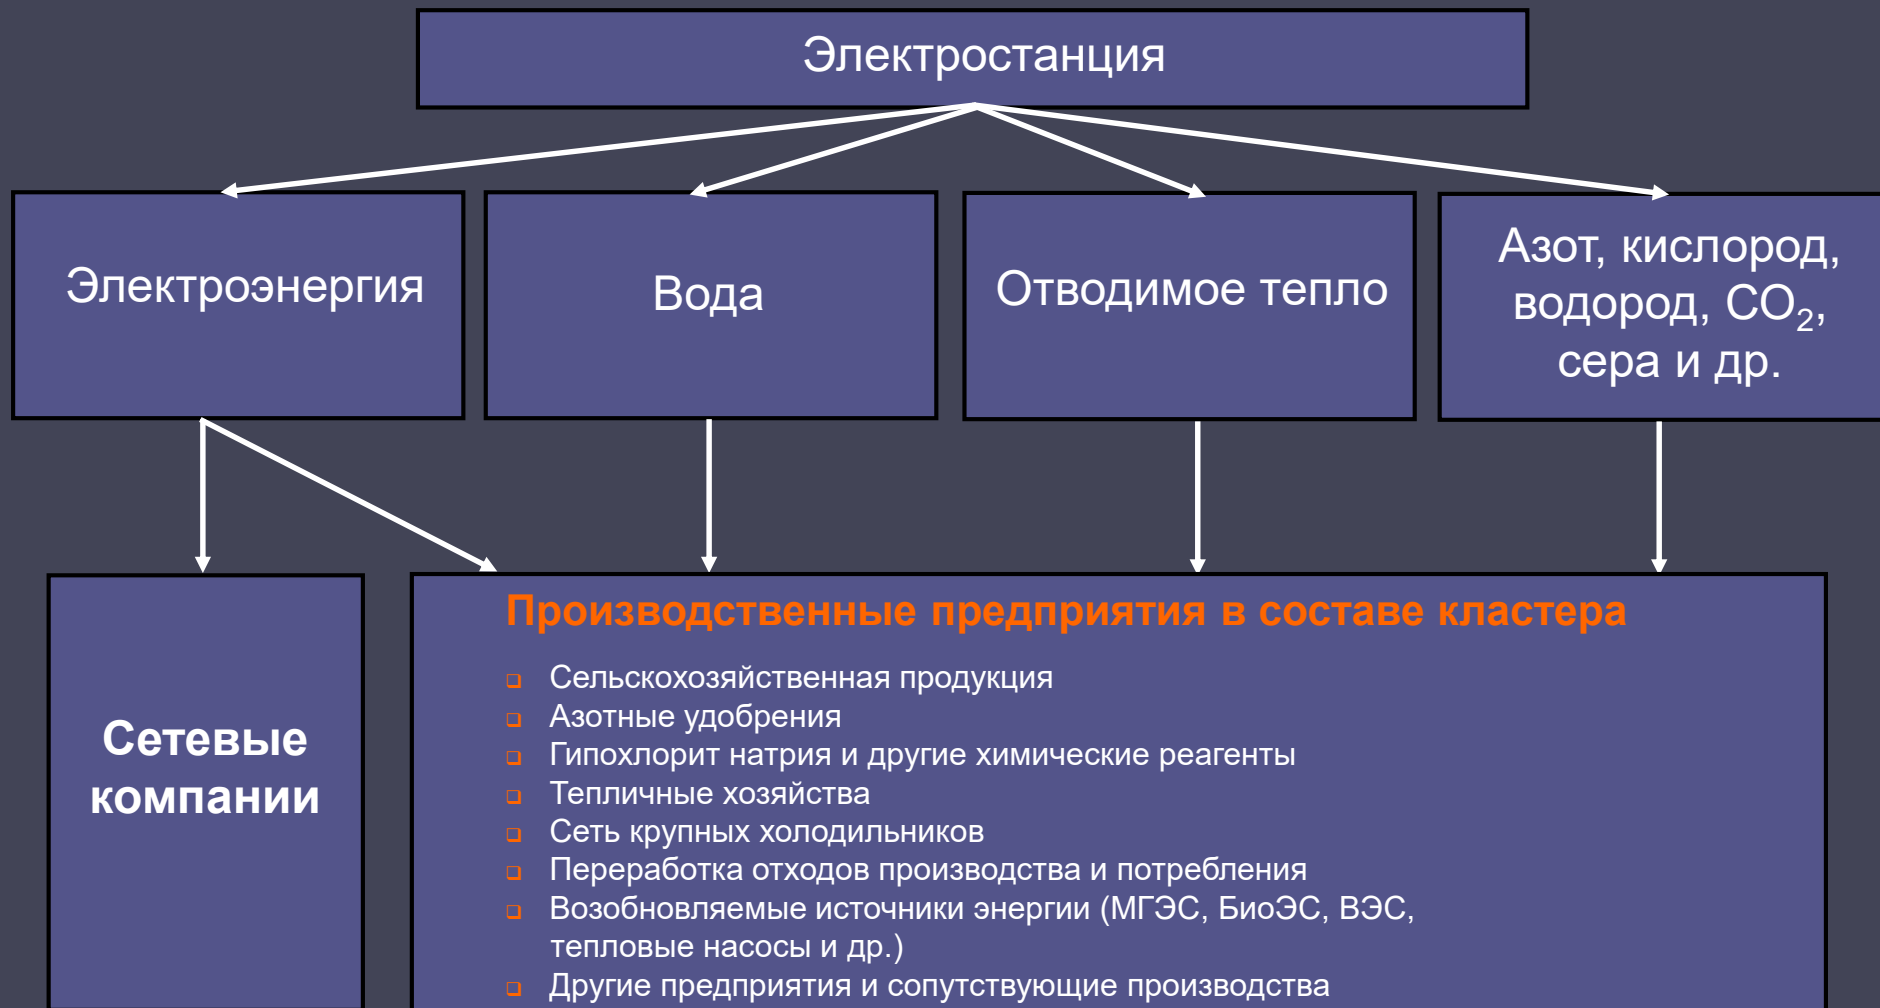 Электростанция
Электроэнергия
Вода
Отводимое тепло
Азот, кислород,
водород, CO₂,
сера и др.
Сетевые
компании
Производственные предприятия в составе кластера
Сельскохозяйственная продукция
Азотные удобрения
Гипохлорит натрия и другие химические реагенты
Тепличные хозяйства
Сеть крупных холодильников
Переработка отходов производства и потребления
Возобновляемые источники энергии (МГЭС, БиоЭС, ВЭС,
тепловые насосы и др.)
Другие предприятия и сопутствующие производства